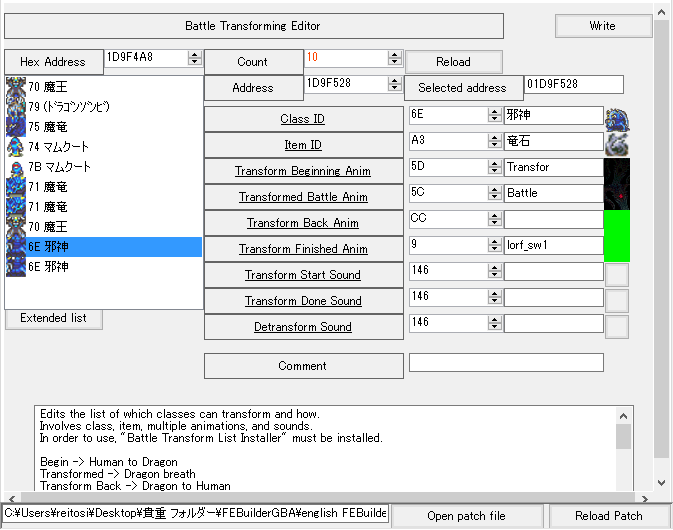 Battle Transforming Editor
Write
Hex Address
1D9F4A8
Count
10
Reload
Address
1D9F528
Selected address
01D9F528
70 魔王
79 (ドラゴンゾンビ)
75 魔竜
74 マムクート
7B マムクート
71 魔竜
71 魔竜
70 魔王
6E 邪神
6E 邪神
Extended list
Class ID
6E
邪神
Item ID
A3
竜石
Transform Beginning Anim
5D
Transfor
Transformed Battle Anim
5C
Battle
Transform Back Anim
CC
Transform Finished Anim
9
lorf_sw1
Transform Start Sound
146
Transform Done Sound
146
Detransform Sound
146
Comment
Edits the list of which classes can transform and how.
Involves class, item, multiple animations, and sounds.
In order to use, "Battle Transform List Installer" must be installed.
Begin -> Human to Dragon
Transformed -> Dragon breath
Transform Back -> Dragon to Human
C:¥Users¥reitosi¥Desktop¥貴重 フォルダー¥FEBuilderGBA¥english FEBuilde
Open patch file
Reload Patch